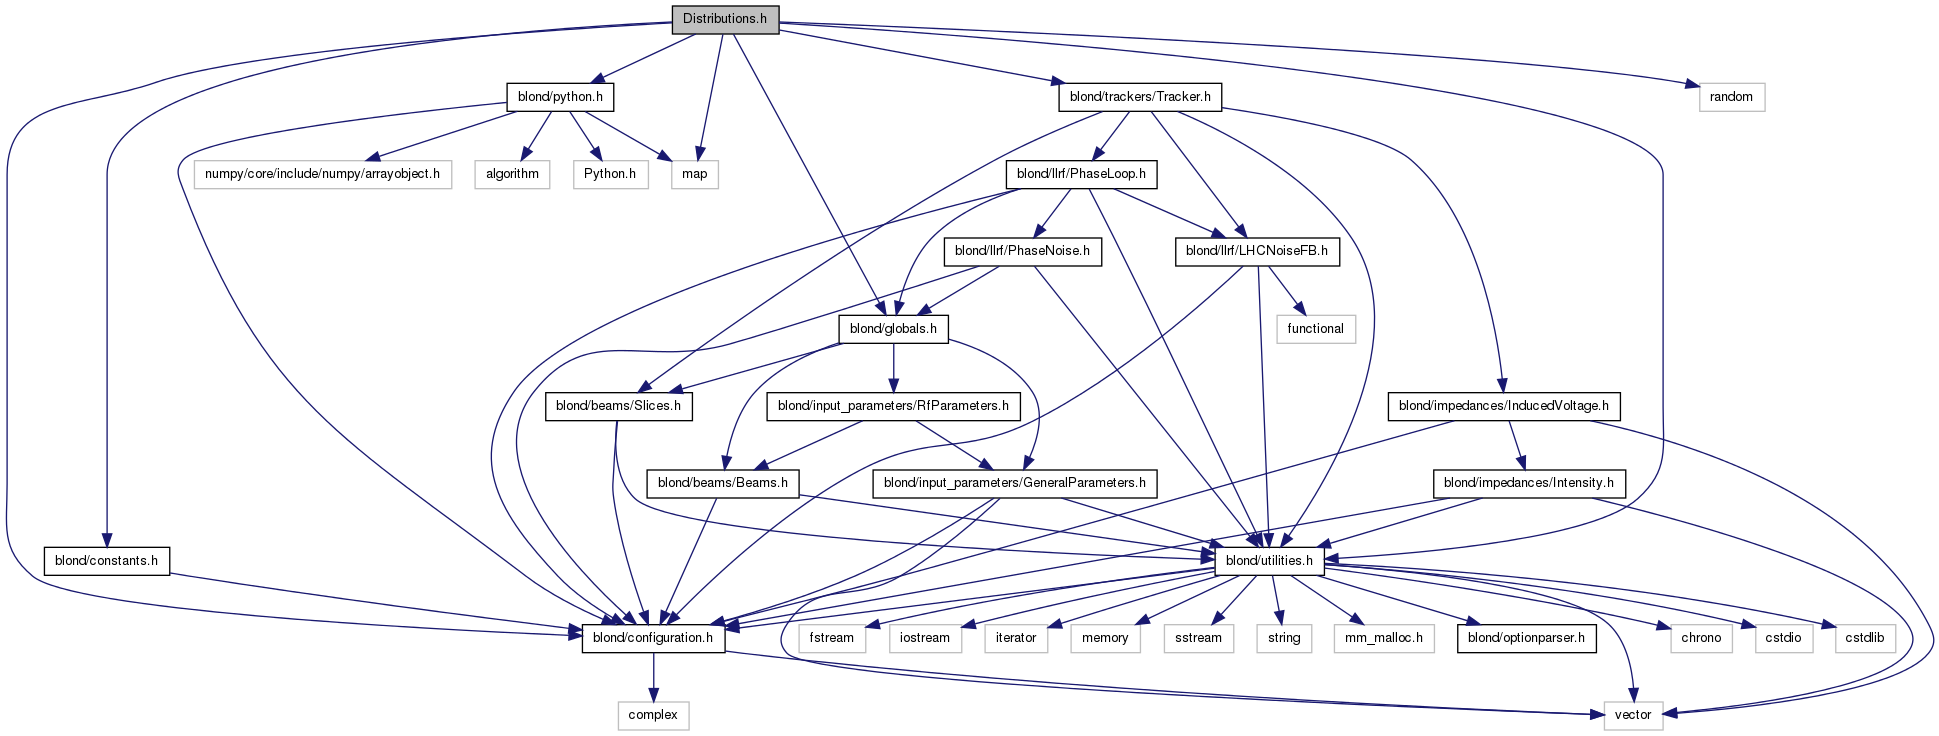 Distributions.h
blond/python.h
blond/trackers/Tracker.h
random
numpy/core/include/numpy/arrayobject.h
algorithm
Python.h
map
blond/llrf/PhaseLoop.h
blond/llrf/PhaseNoise.h
blond/llrf/LHCNoiseFB.h
blond/globals.h
functional
blond/beams/Slices.h
blond/input_parameters/RfParameters.h
blond/impedances/InducedVoltage.h
blond/beams/Beams.h
blond/input_parameters/GeneralParameters.h
blond/impedances/Intensity.h
blond/constants.h
blond/utilities.h
blond/configuration.h
fstream
iostream
iterator
memory
sstream
string
mm_malloc.h
blond/optionparser.h
chrono
cstdio
cstdlib
complex
vector